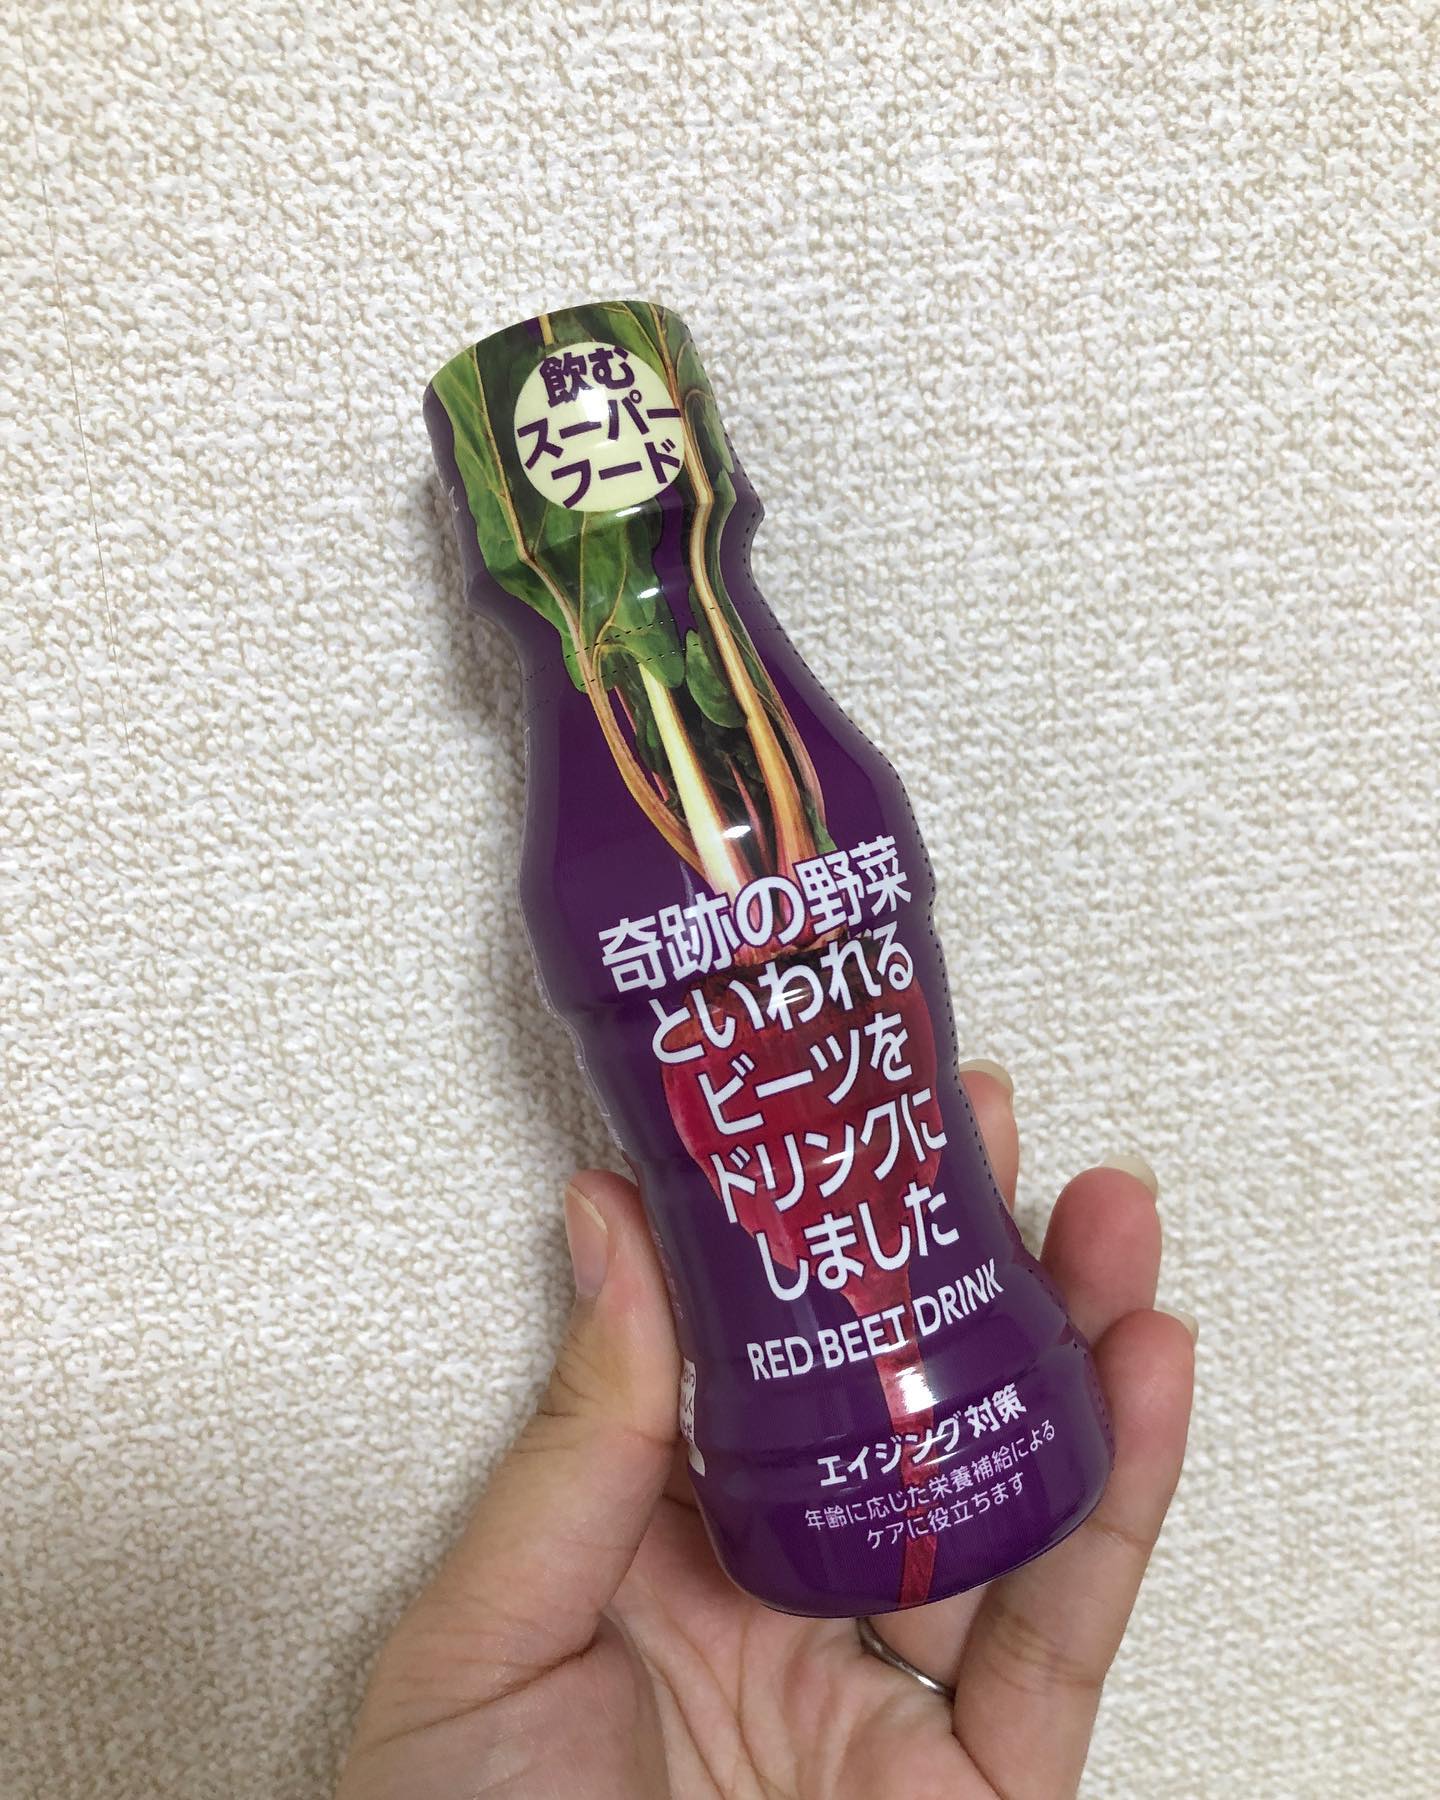 飲む
スーパー
フード
奇跡の野菜
といわれる
ビーツを
ドリンクに
しました
RED BEET DRINK
エイジング対策
年齢に応じた栄養補給による
ケアに役立ちます